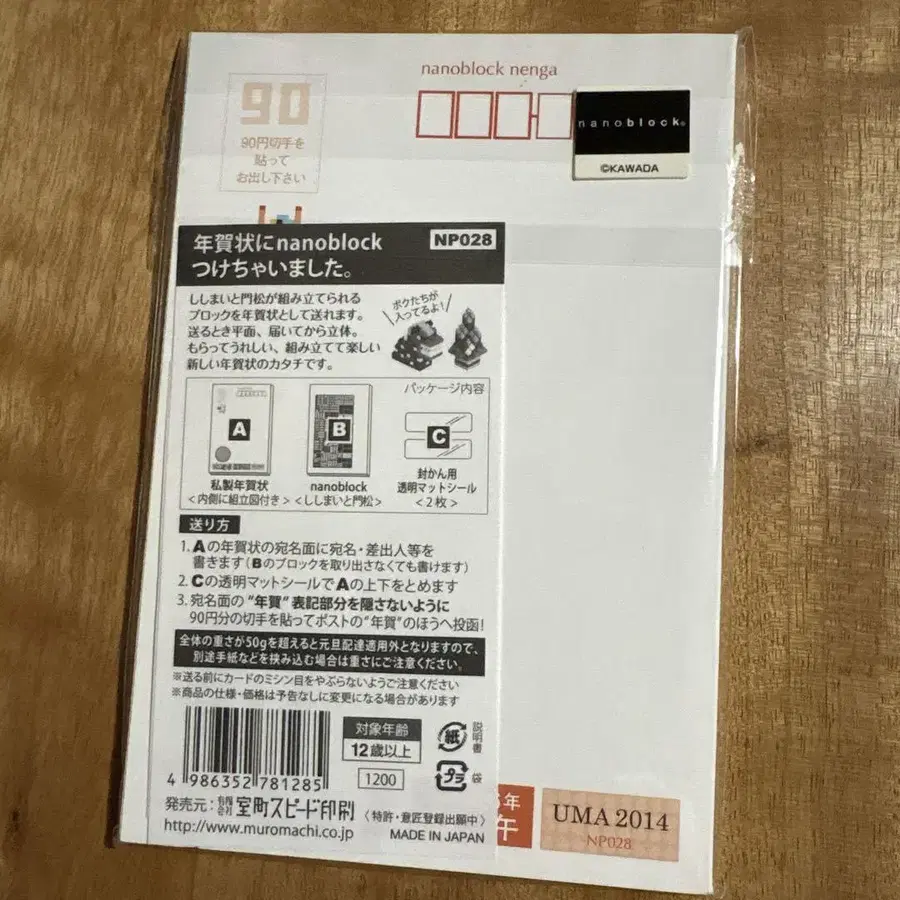 nanoblock nenga
90
90円切手を
貼って
お出し下さい
nanoblock®
©KAWADA
年賀状にnanoblock
つけちゃいました。
NP028
ししまいと門松が組み立てられる
ブロックを年賀状として送れます。
送るとき平面、届いてから立体。
もらってうれしい、組み立てて楽しい
新しい年賀状のカタチです。
ボクたちが
入ってるよ!
パッケージ内容
A
B
C
私製年賀状
<内側に組立図付き>
nanoblock
<ししまいと門松>
封かん用
透明マットシール
<2枚>
送り方
1. Aの年賀状の宛名面に宛名・差出人等を
書きます(Bのブロックを取り出さなくても書けます)
2. Cの透明マットシールでAの上下をとめます
3. 宛名面の"年賀"表記部分を隠さないように
90円分の切手を貼ってポストの"年賀"のほうへ投函!
全体の重さが50gを超えると元旦配達適用外となりますので、
別途手紙などを挟み込む場合は重さにご注意ください。
※送る前にカードのミシン目をやぶらないようご注意ください
※商品の仕様・価格は予告なしに変更になる場合があります
4 986352 781285
対象年齢
12歳以上
1200
紙
説明書
プラ
袋
発売元:有限会社 室町スピード印刷
http://www.muromachi.co.jp
〈特許・意匠登録出願中〉
MADE IN JAPAN
年
午
UMA 2014
NP028